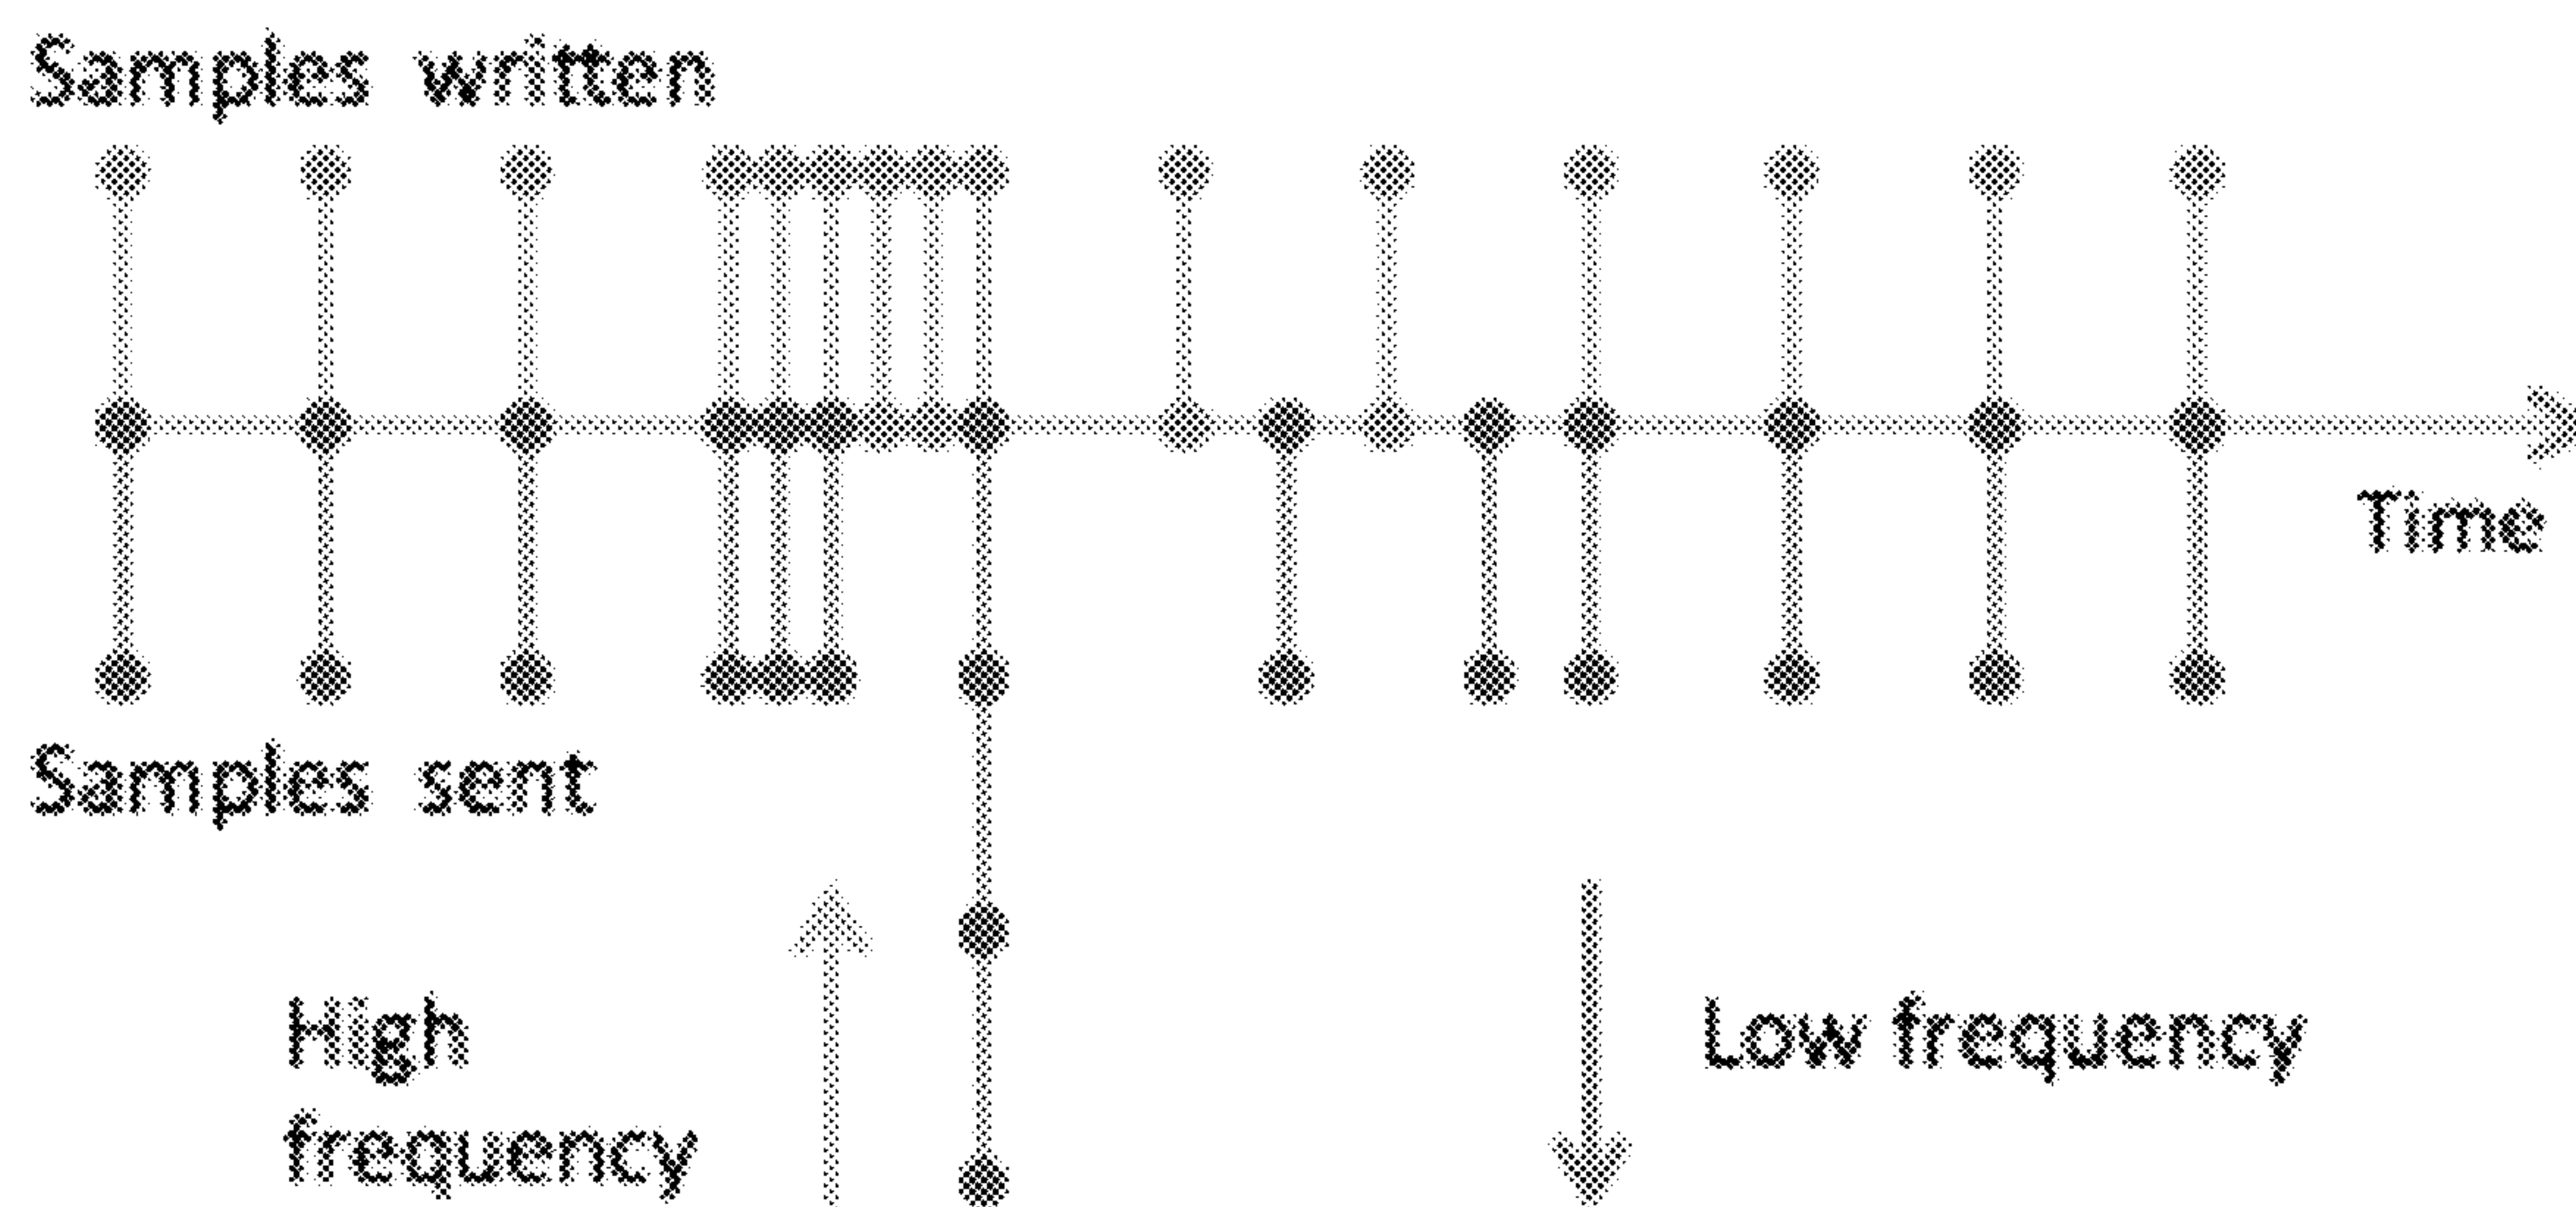 Samples written
Time
Samples sent
High
frequency
Low frequency